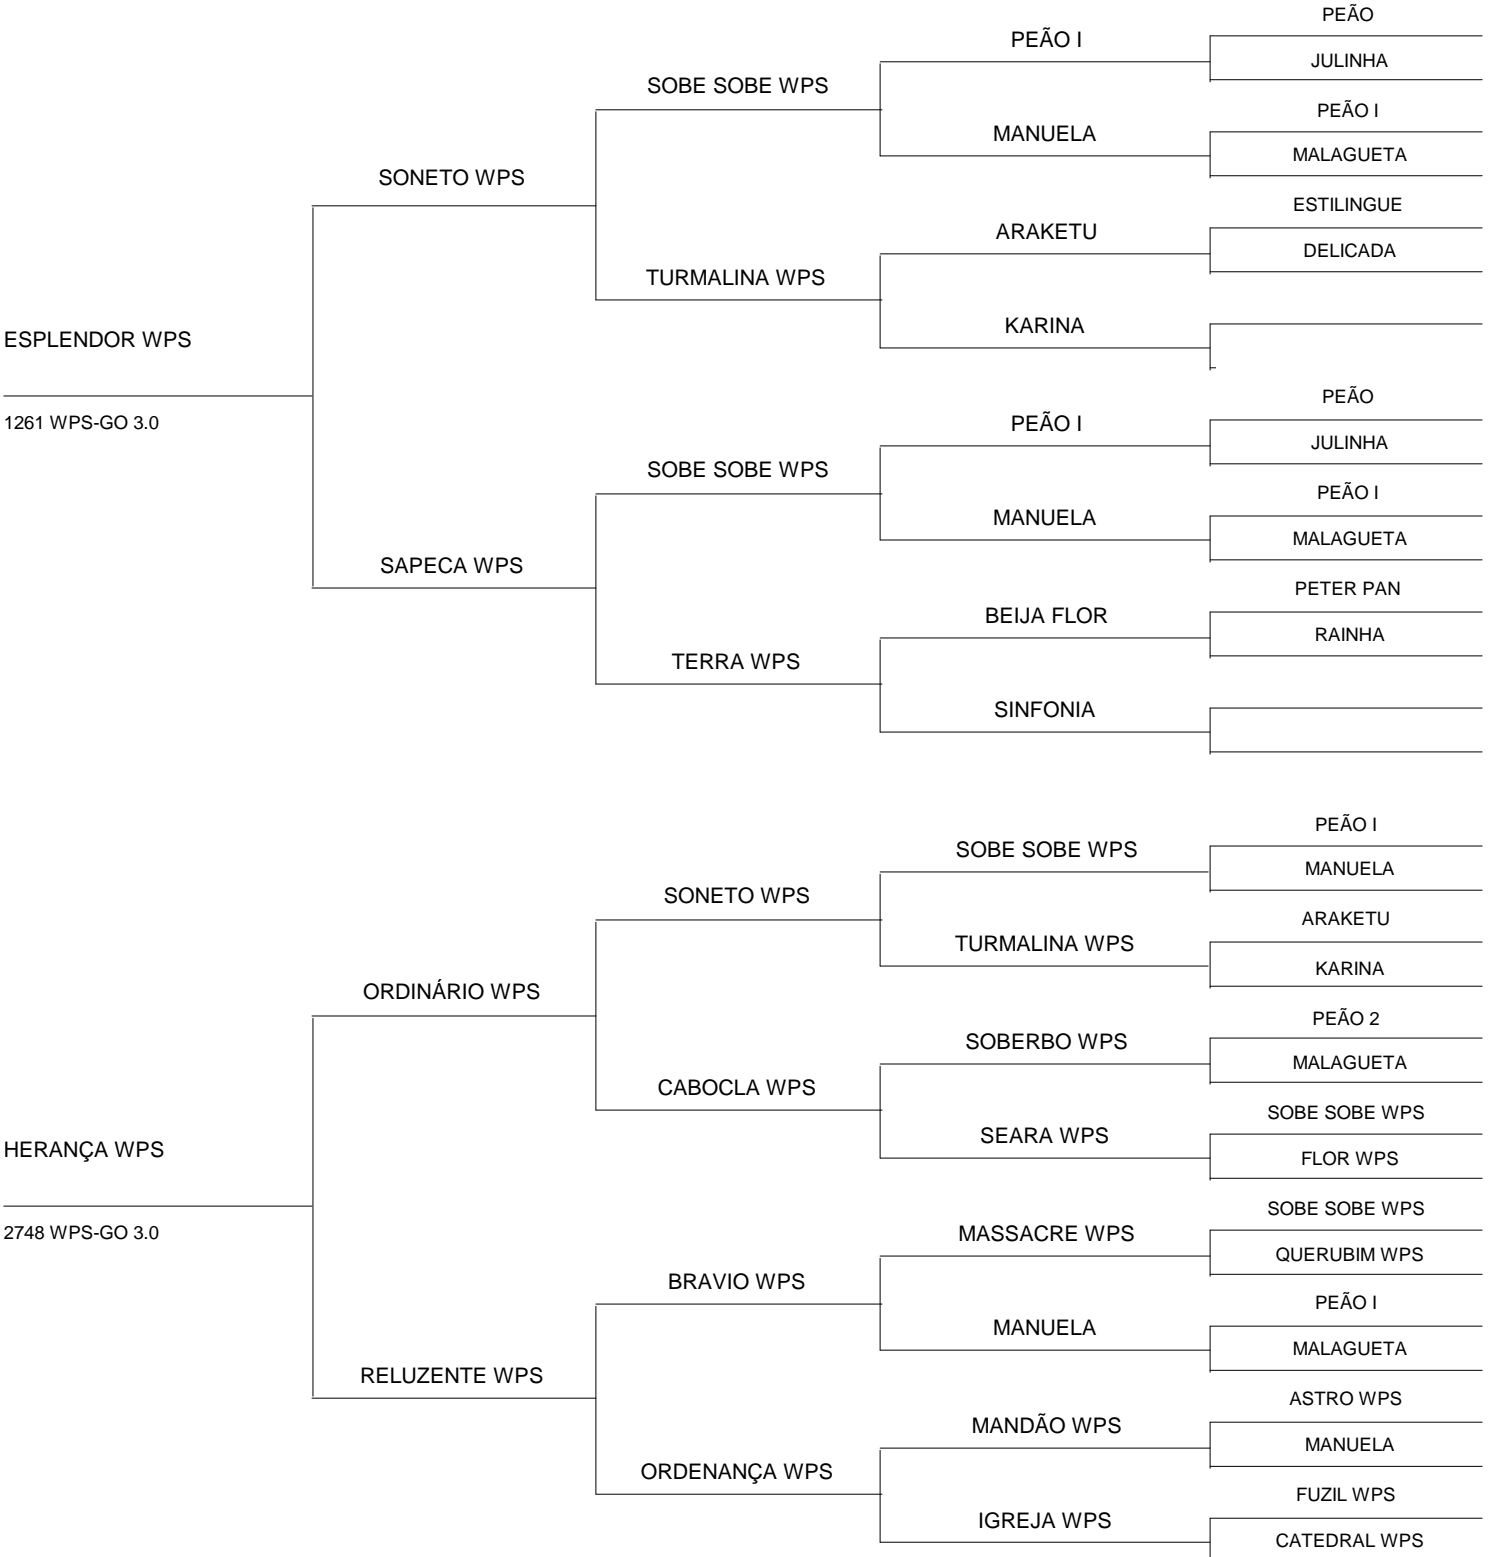 PEÃO
PEÃO I
JULINHA
SOBE SOBE WPS
PEÃO I
MANUELA
MALAGUETA
SONETO WPS
ESTILINGUE
ARAKETU
DELICADA
TURMALINA WPS
KARINA
ESPLENDOR WPS
PEÃO
1261 WPS-GO 3.0
PEÃO I
JULINHA
SOBE SOBE WPS
PEÃO I
MANUELA
MALAGUETA
SAPECA WPS
PETER PAN
BEIJA FLOR
RAINHA
TERRA WPS
SINFONIA
PEÃO I
SOBE SOBE WPS
MANUELA
SONETO WPS
ARAKETU
TURMALINA WPS
KARINA
ORDINÁRIO WPS
PEÃO 2
SOBERBO WPS
MALAGUETA
CABOCLA WPS
SOBE SOBE WPS
SEARA WPS
HERANÇA WPS
FLOR WPS
SOBE SOBE WPS
2748 WPS-GO 3.0
MASSACRE WPS
QUERUBIM WPS
BRAVIO WPS
PEÃO I
MANUELA
MALAGUETA
RELUZENTE WPS
ASTRO WPS
MANDÃO WPS
MANUELA
ORDENANÇA WPS
FUZIL WPS
IGREJA WPS
CATEDRAL WPS